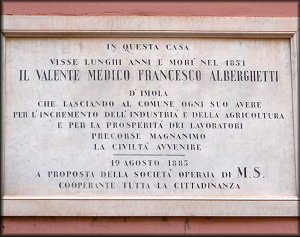 IN QUESTA CASA
VISSE LUNGHI ANNI E MORÌ NEL 1851
IL VALENTE MEDICO FRANCESCO ALBERGHETTI
D'IMOLA
CHE LASCIANDO AL COMUNE OGNI SUO AVERE
PER L'INCREMENTO DELL'INDUSTRIA E DELLA AGRICOLTURA
E PER LA PROSPERITÀ DEI LAVORATORI
PRECORSE MAGNANIMO
LA CIVILTÀ AVVENIRE
19 AGOSTO 1883
A PROPOSTA DELLA SOCIETÀ OPERAIA DI M.S.
COOPERANTE TUTTA LA CITTADINANZA